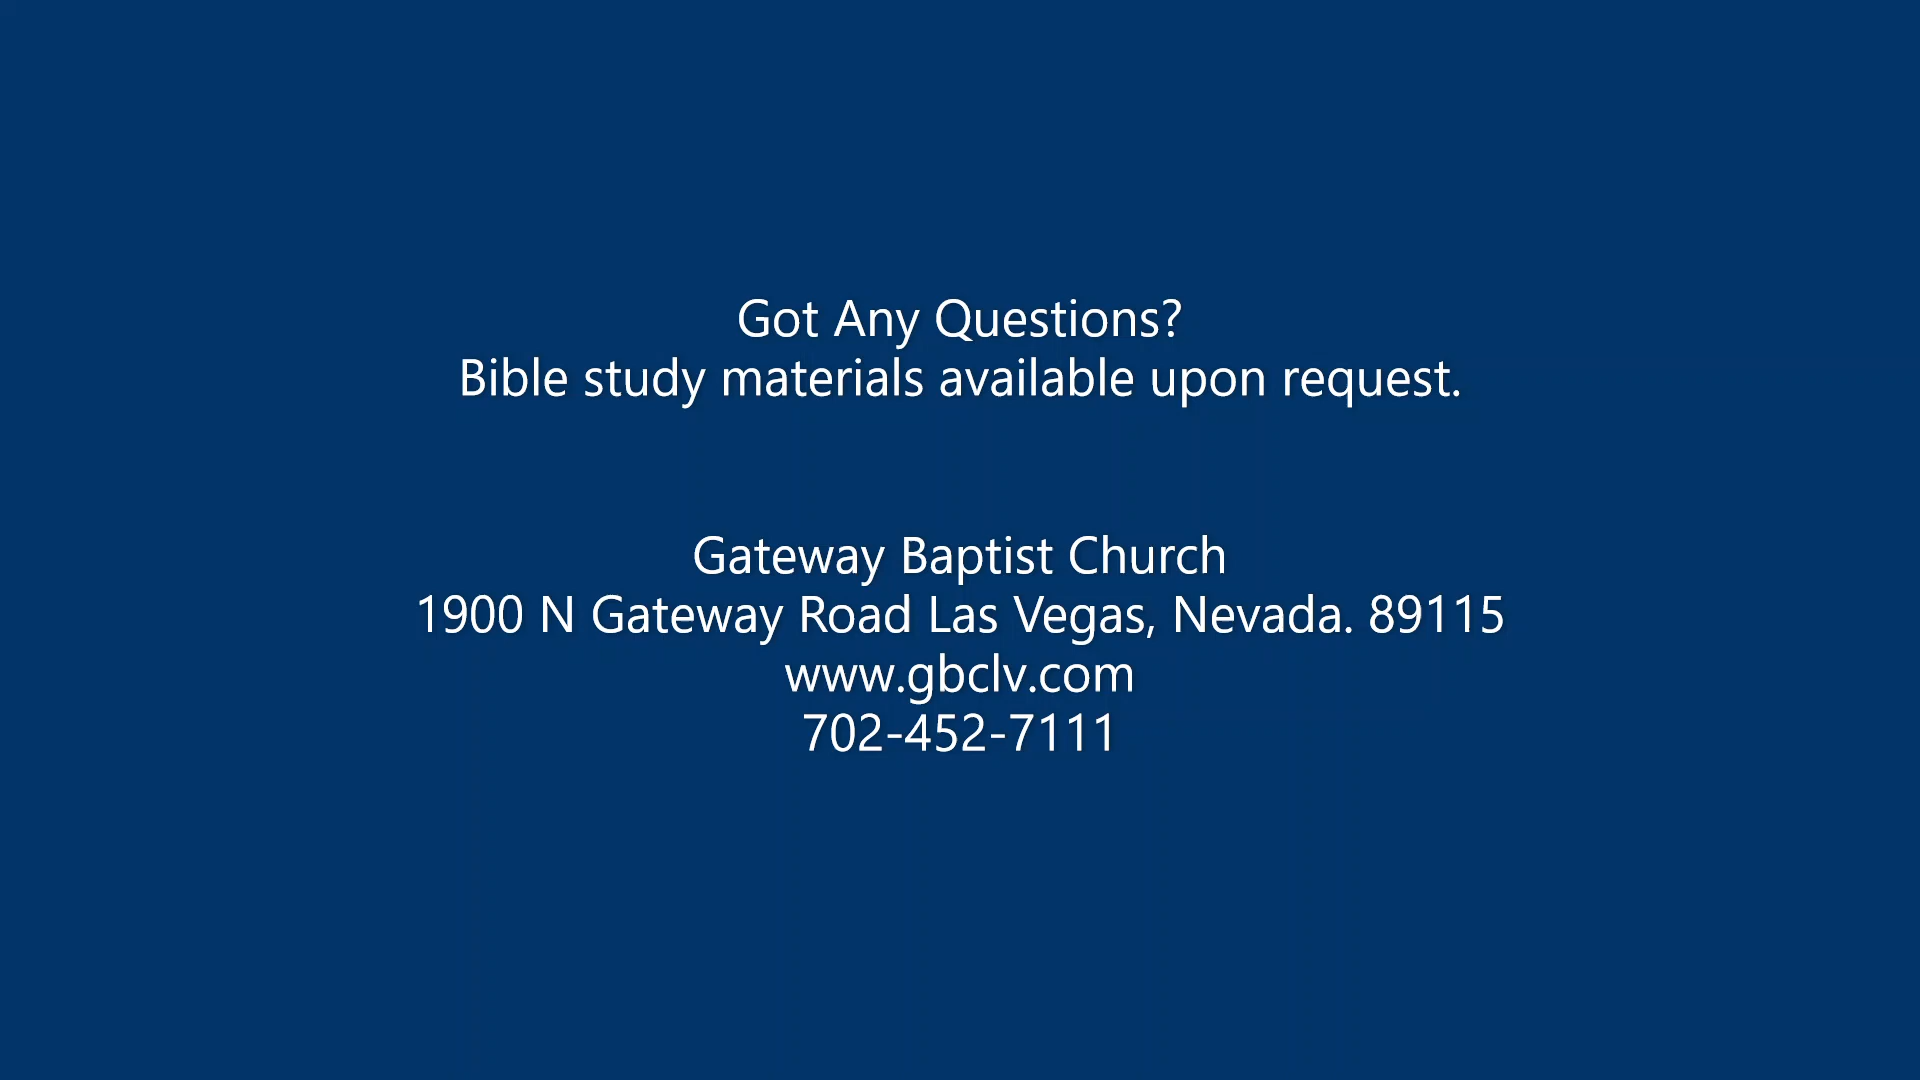 Got Any Questions?
Bible study materials available upon request.
Gateway Baptist Church
1900 N Gateway Road Las Vegas, Nevada. 89115
www.gbclv.com
702-452-7111